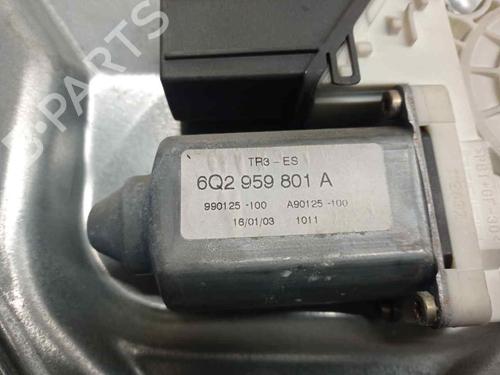 B-PARTS
TR3-ES
6Q2 959 801 A
990125-100 A90125-100
16/01/03 1011